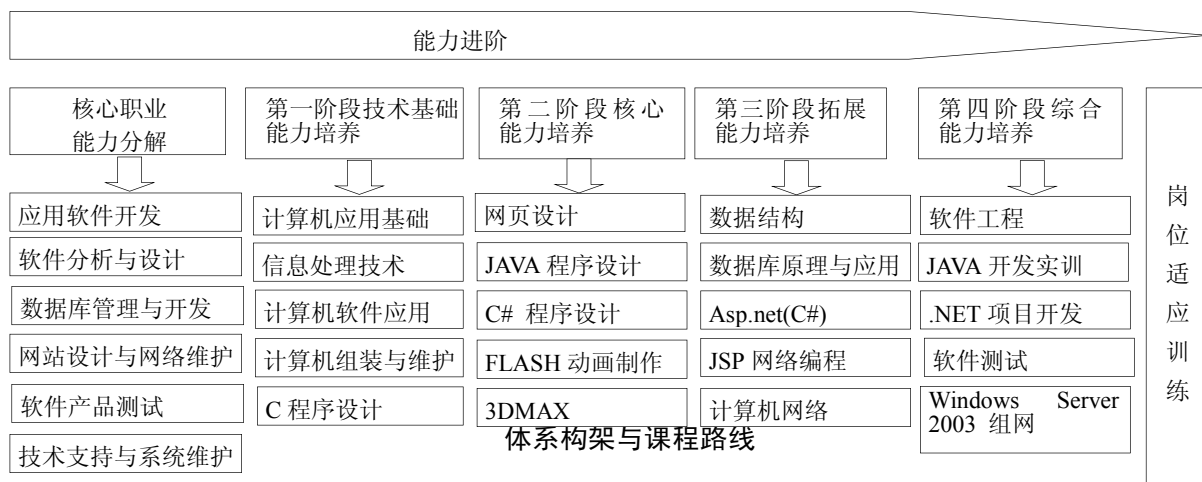 能力进阶
核心职业
能力分解
应用软件开发
软件分析与设计
数据库管理与开发
网站设计与网络维护
软件产品测试
技术支持与系统维护
第一阶段技术基础
能力培养
计算机应用基础
信息处理技术
计算机软件应用
计算机组装与维护
C 程序设计
第二阶段核心
能力培养
网页设计
JAVA 程序设计
C# 程序设计
FLASH 动画制作
3DMAX
第三阶段拓展
能力培养
数据结构
数据库原理与应用
Asp.net(C#)
JSP 网络编程
计算机网络
第四阶段综合
能力培养
软件工程
JAVA 开发实训
.NET 项目开发
软件测试
Windows Server
2003 组网
岗
位
适
应
训
练
体系构架与课程路线